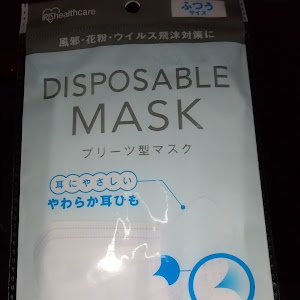 IRIS healthcare
ふつう
サイズ
風邪・花粉・ウイルス飛沫対策に
DISPOSABLE
MASK
プリーツ型マスク
耳にやさしい
やわらか耳ひも